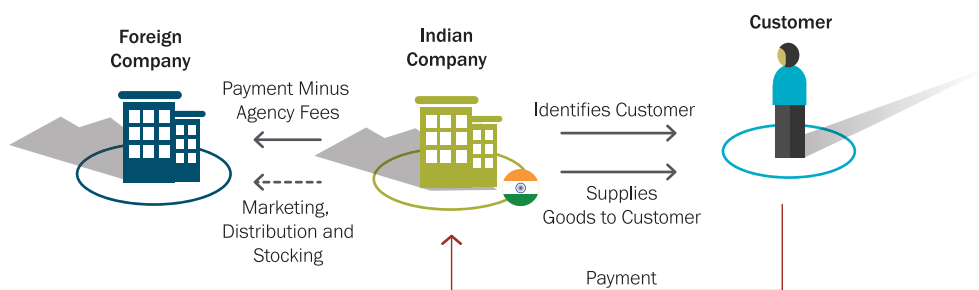 Foreign
Company
Indian
Company
Customer
Payment Minus
Agency Fees
Identifies Customer
Marketing,
Distribution and
Stocking
Supplies
Goods to Customer
Payment